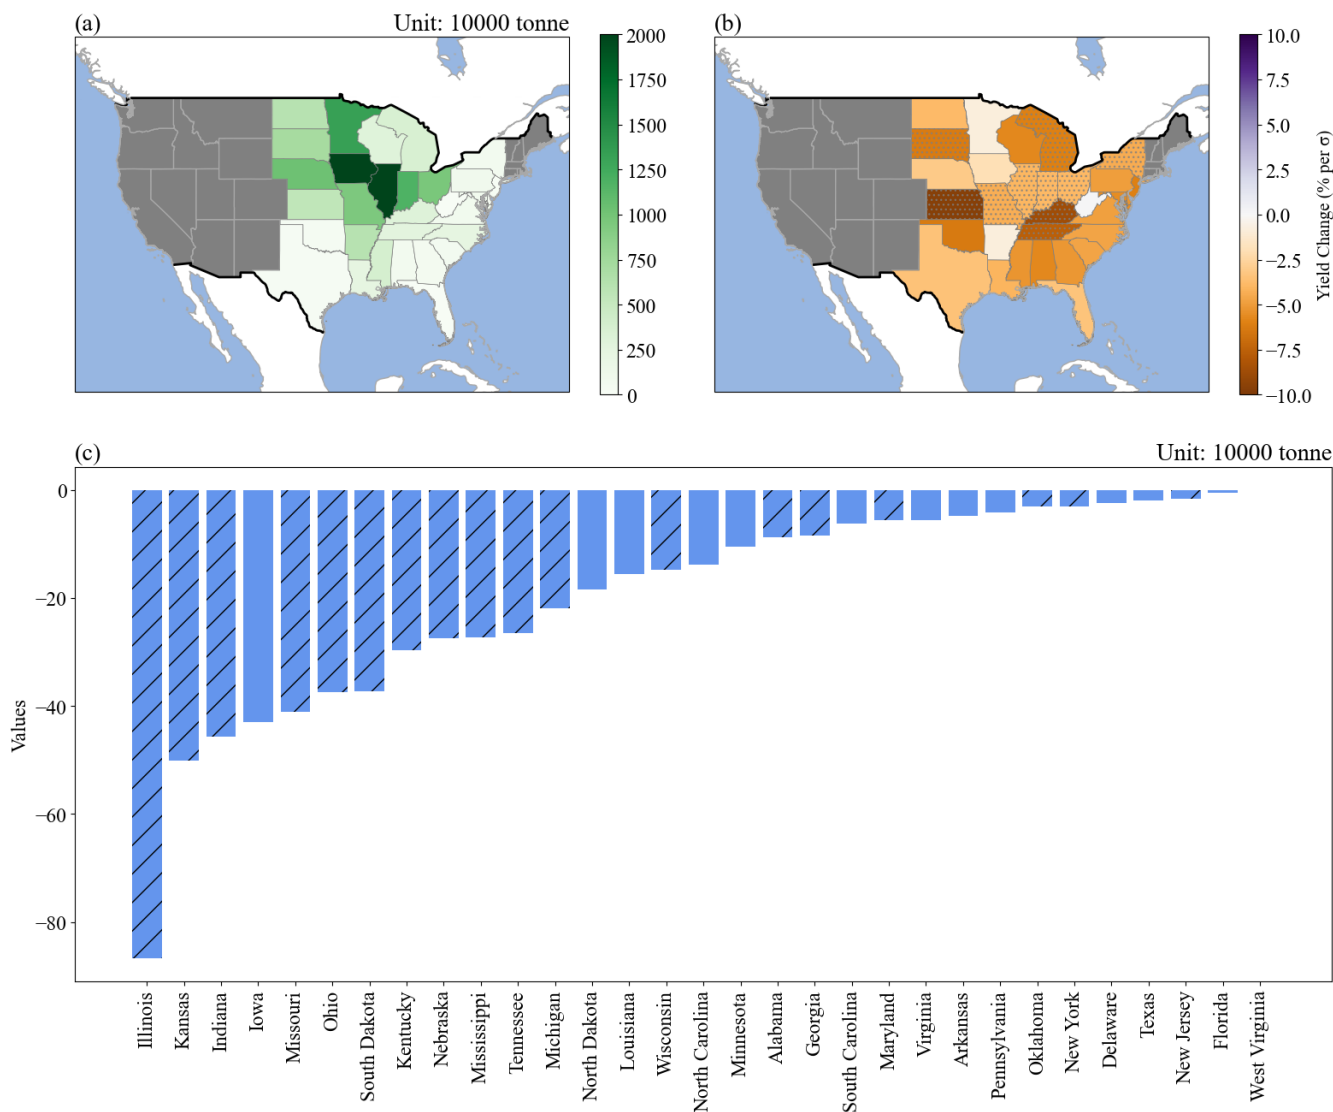 (a) Unit: 10000 tonne
2000
1750
1500
1250
1000
750
500
250
0
(b)
10.0
7.5
5.0
2.5
0.0
−2.5
−5.0
−7.5
−10.0
Yield Change (% per σ)
(c) Unit: 10000 tonne
0
−20
−40
−60
−80
Values
Illinois
Kansas
Indiana
Iowa
Missouri
Ohio
South Dakota
Kentucky
Nebraska
Mississippi
Tennessee
Michigan
North Dakota
Louisiana
Wisconsin
North Carolina
Minnesota
Alabama
Georgia
South Carolina
Maryland
Virginia
Arkansas
Pennsylvania
Oklahoma
New York
Delaware
Texas
New Jersey
Florida
West Virginia